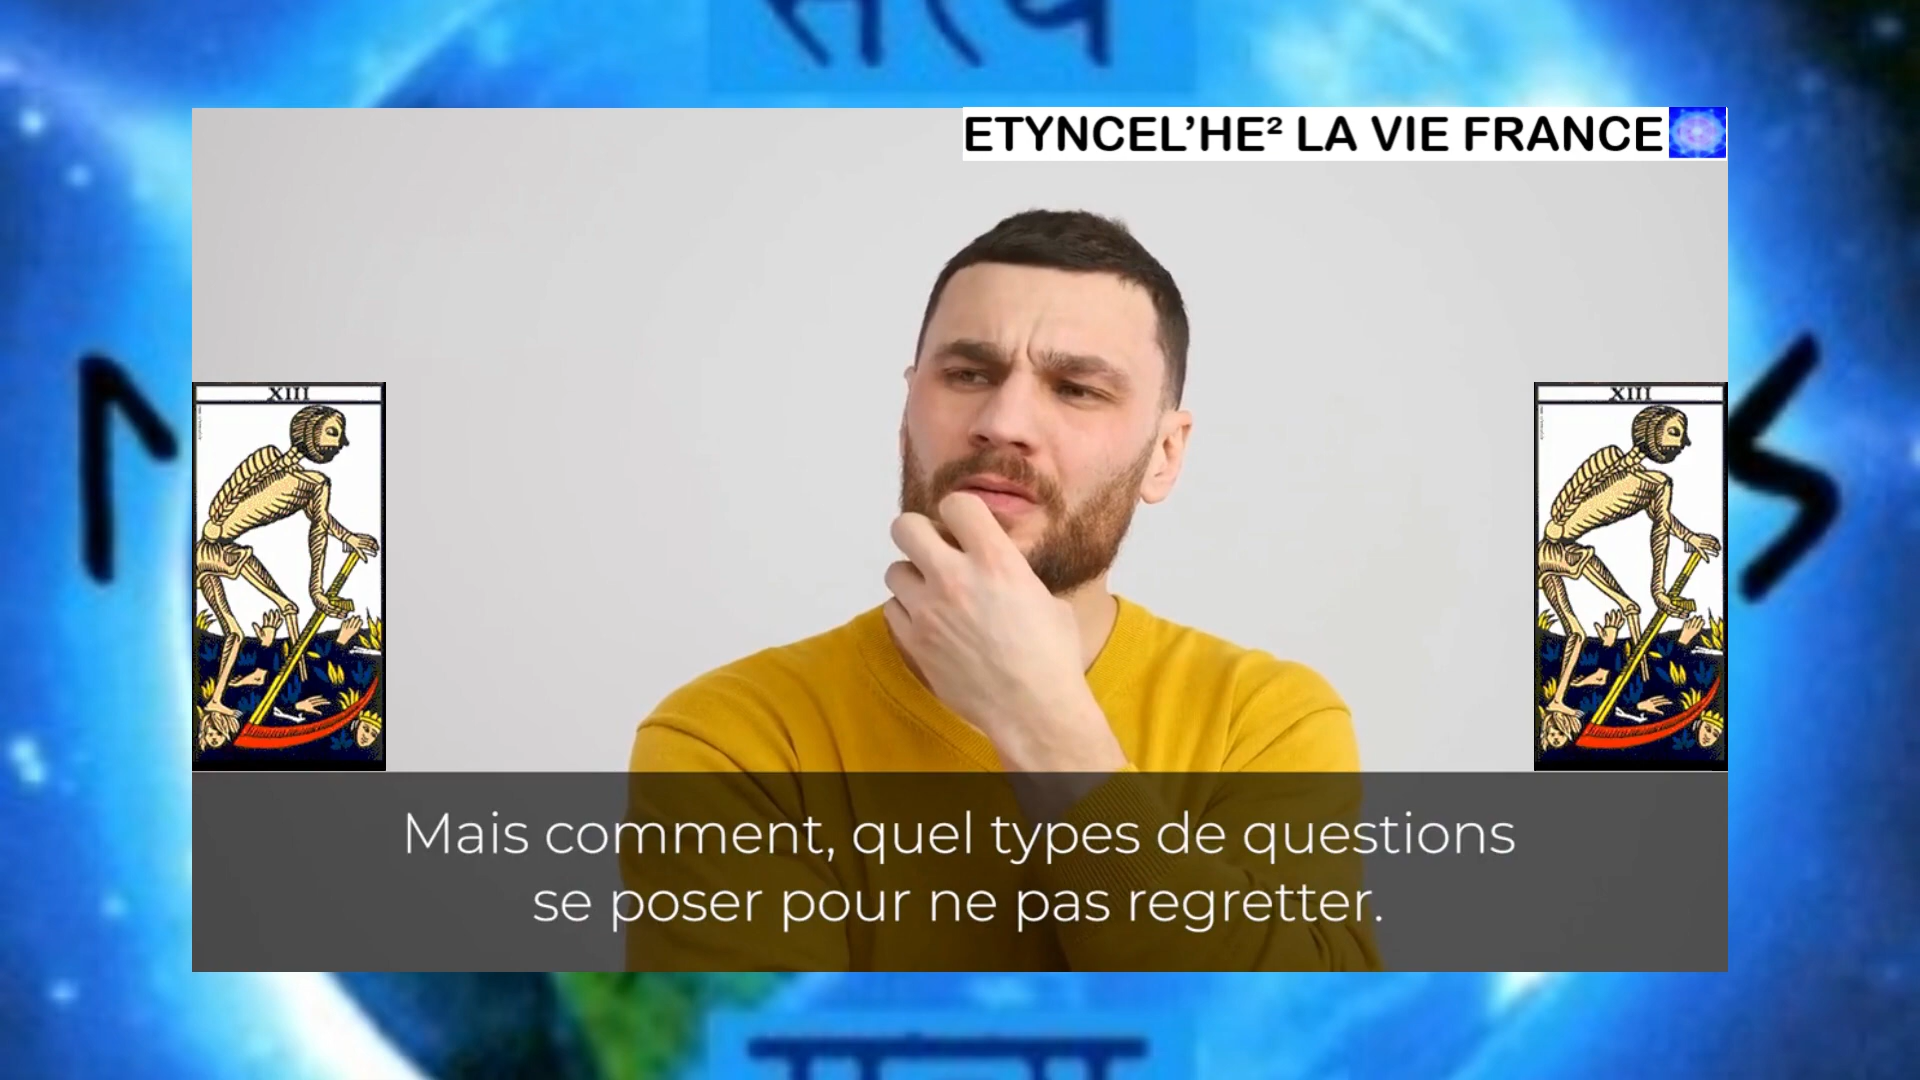 सत्य
ETYNCEL’HE² LA VIE FRANCE
XIII
XIII
Mais comment, quel types de questions
se poser pour ne pas regretter.